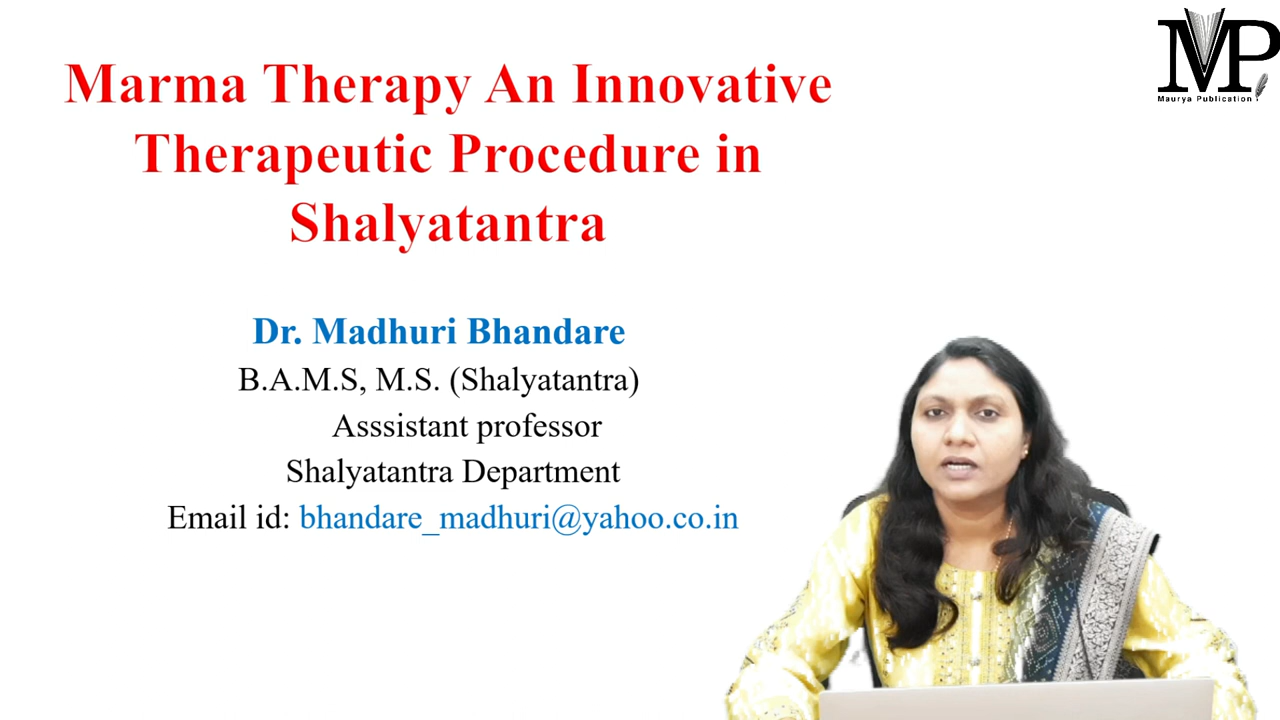 MP
Maurya Publication
Marma Therapy An Innovative
Therapeutic Procedure in
Shalyatantra
Dr. Madhuri Bhandare
B.A.M.S, M.S. (Shalyatantra)
Asssistant professor
Shalyatantra Department
Email id: bhandare_madhuri@yahoo.co.in